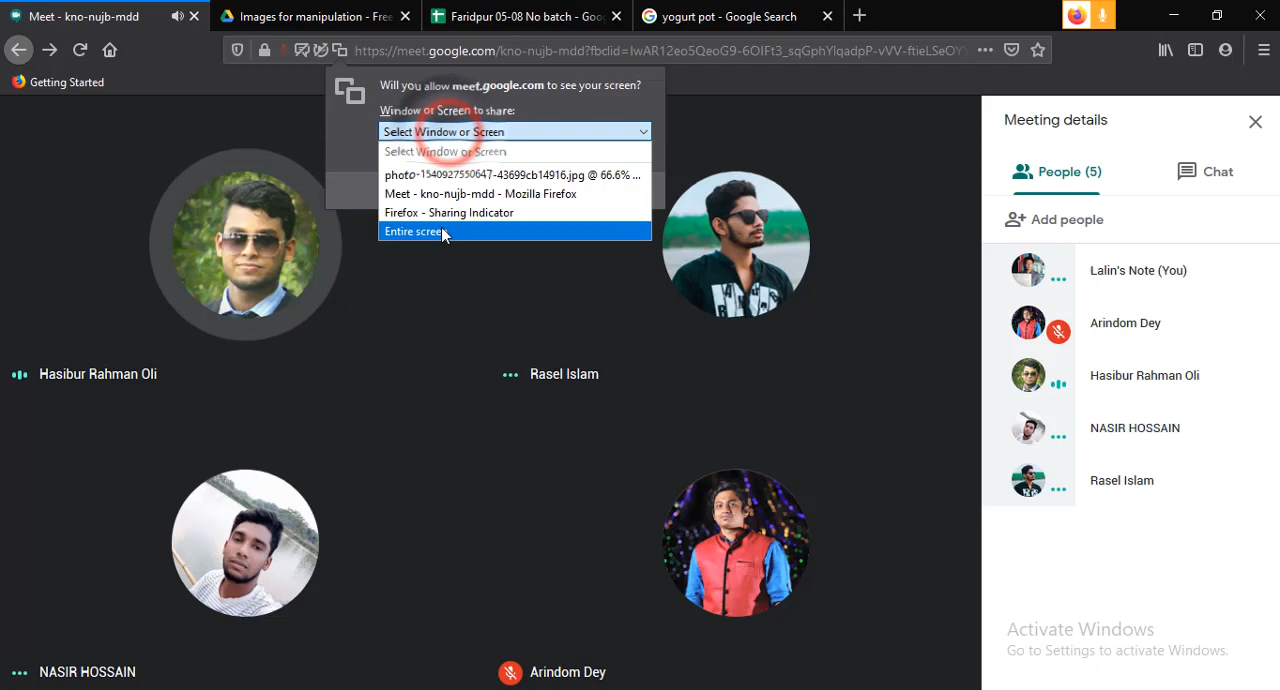 Meet - kno-nujb-mdd
Images for manipulation - Free
Faridpur 05-08 No batch - Goog
yogurt pot - Google Search
https://meet.google.com/kno-nujb-mdd?fbclid=IwAR12eo5QeoG9-6OIFt3_sqGphYlqadpP-vVV-ftieLSeOY
Getting Started
Will you allow meet.google.com to see your screen?
Window or Screen to share:
Select Window or Screen
Select Window or Screen
photo-1540927550647-43699cb14916.jpg @ 66.6% ...
Meet - kno-nujb-mdd - Mozilla Firefox
Firefox - Sharing Indicator
Entire screen
Meeting details
People (5)
Chat
Add people
Lalin's Note (You)
Arindom Dey
Hasibur Rahman Oli
NASIR HOSSAIN
Rasel Islam
Hasibur Rahman Oli
Rasel Islam
NASIR HOSSAIN
Arindom Dey
Activate Windows
Go to Settings to activate Windows.